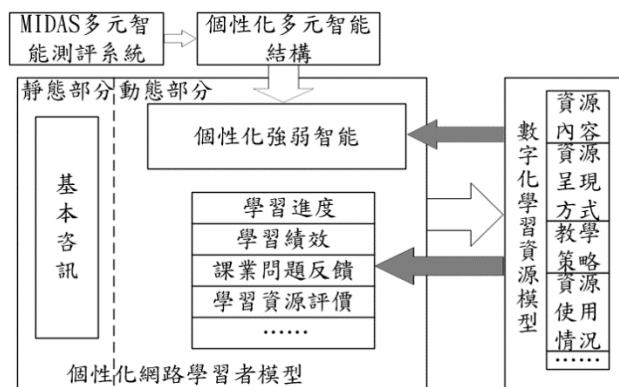 MIDAS多元智
能測評系統
個性化多元智能
結構
靜態部分
動態部分
個性化強弱智能
基
本
咨
訊
學習進度
學習績效
課業問題反饋
學習資源評價
……
個性化網路學習者模型
數
字
化
學
習
資
源
模
型
資源
內容
資源
呈現
方式
教學
策略
資源
使用
情況
……